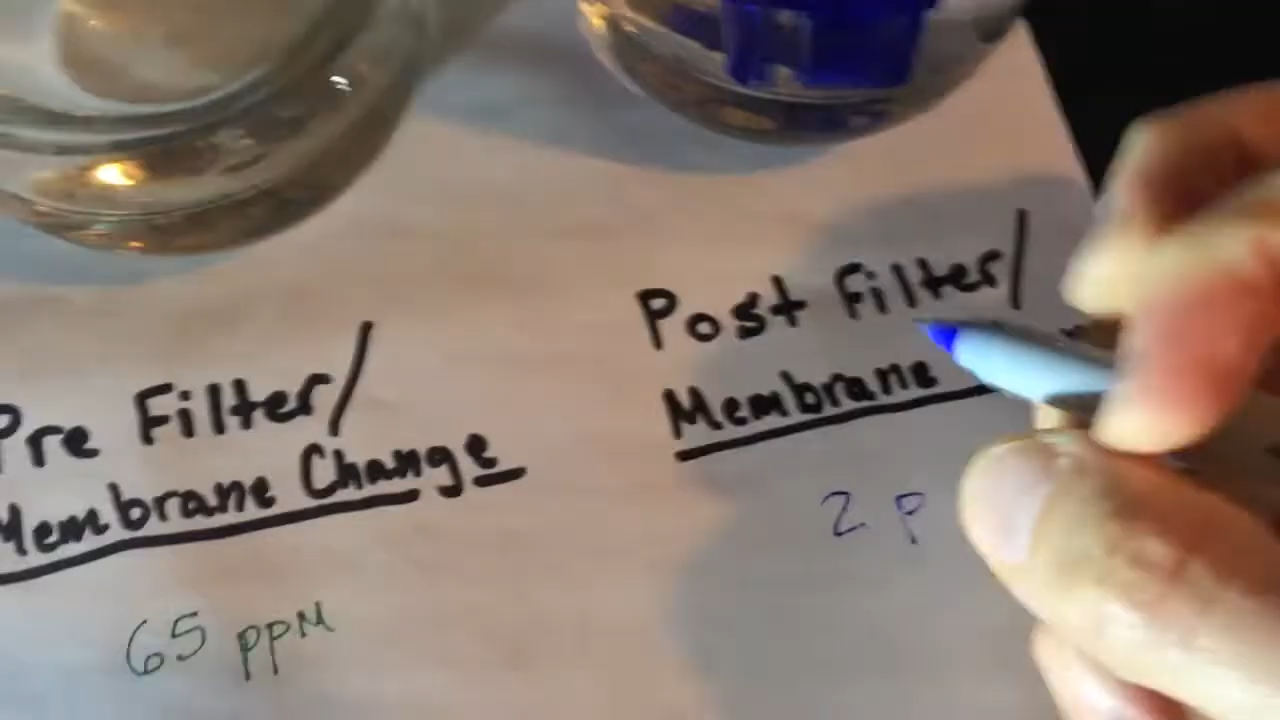 Pre Filter/
Membrane Change
65 ppm
Post Filter/
Membrane
2 p